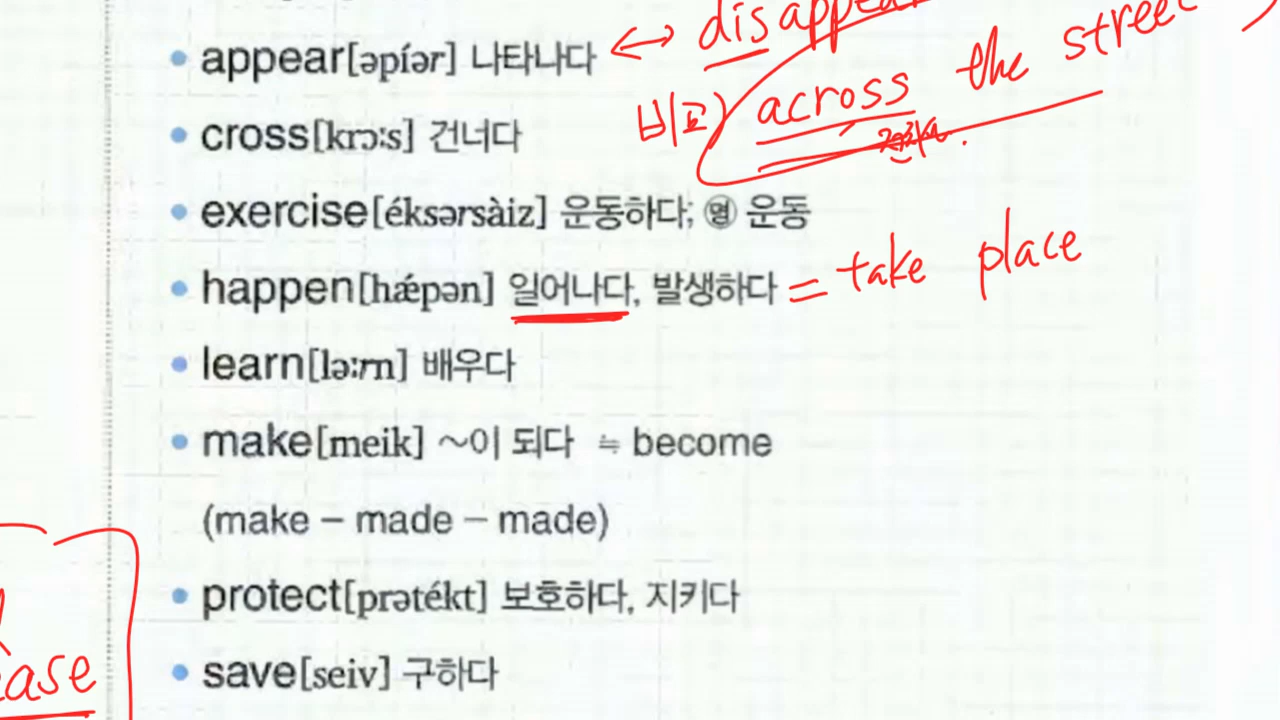 appear[əpíər] 나타나다 ↔ disappear
비교) across the street
cross[krɔːs] 건너다
exercise[éksərsàiz] 운동하다; 명 운동
happen[hǽpən] 일어나다, 발생하다 = take place
learn[ləːrn] 배우다
make[meik] ~이 되다 ≒ become
(make – made – made)
protect[prətékt] 보호하다, 지키다
ease
save[seiv] 구하다